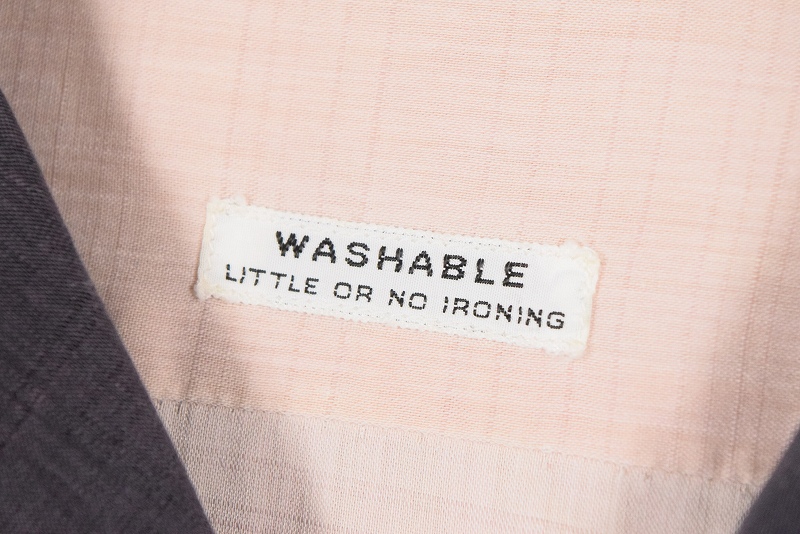 WASHABLE
LITTLE OR NO IRONING